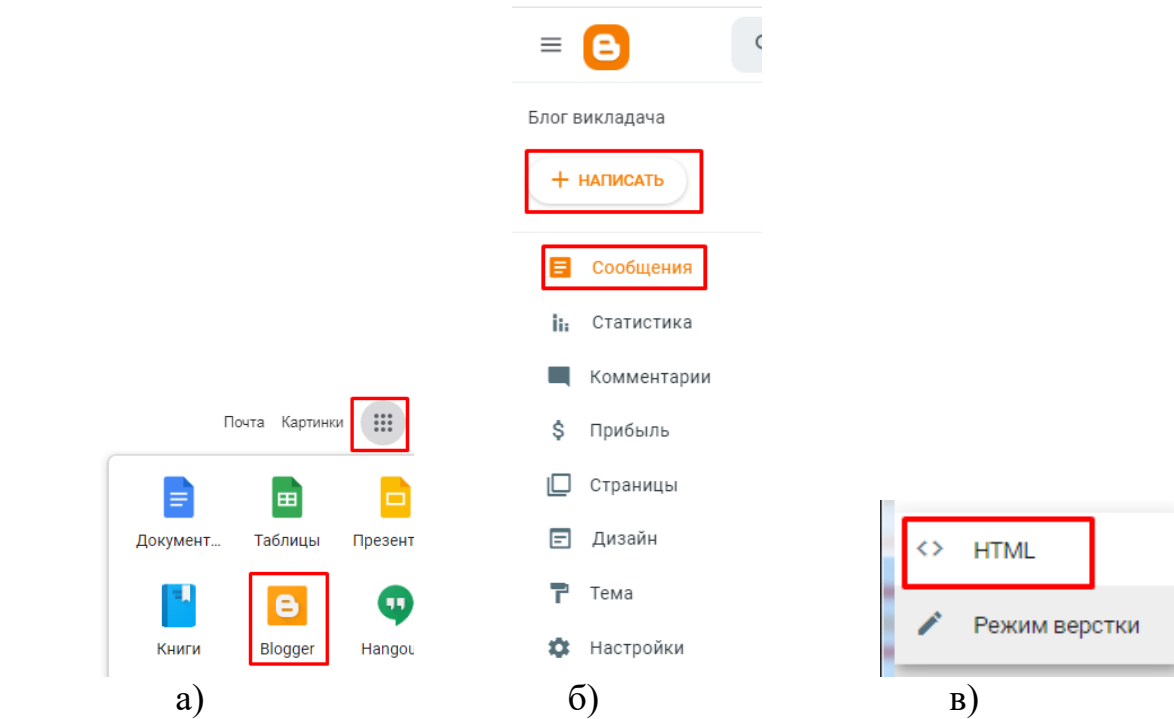 Почта Картинки
Документ... Таблицы Презент
Книги Blogger Hangou
а)
Блог викладача
+ НАПИСАТЬ
Сообщения
Статистика
Комментарии
$ Прибыль
Страницы
Дизайн
Тема
Настройки
б)
<> HTML
Режим верстки
в)